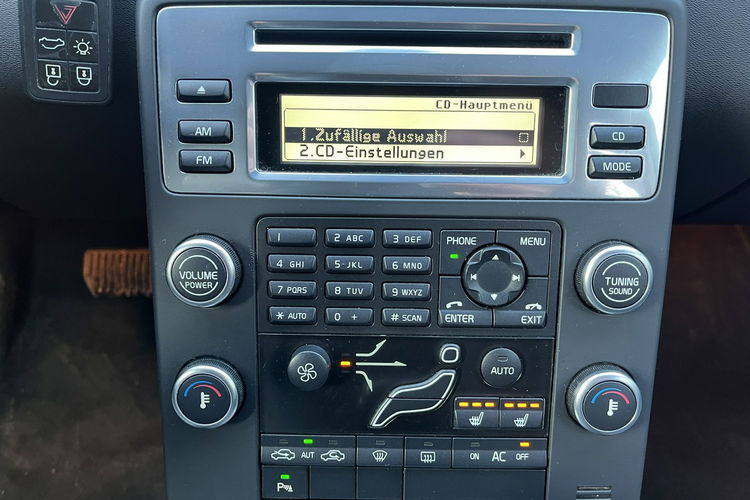 CD-Hauptmenü
1.Zufällige Auswahl
2.CD-Einstellungen
AM
FM
CD
MODE
1 2 ABC 3 DEF
4 GHI 5·JKL 6 MNO
7 PQRS 8 TUV 9 WXYZ
* AUTO 0 + # SCAN
PHONE MENU
ENTER EXIT
VOLUME
POWER
TUNING
SOUND
AUTO
AUT
ON AC OFF
P